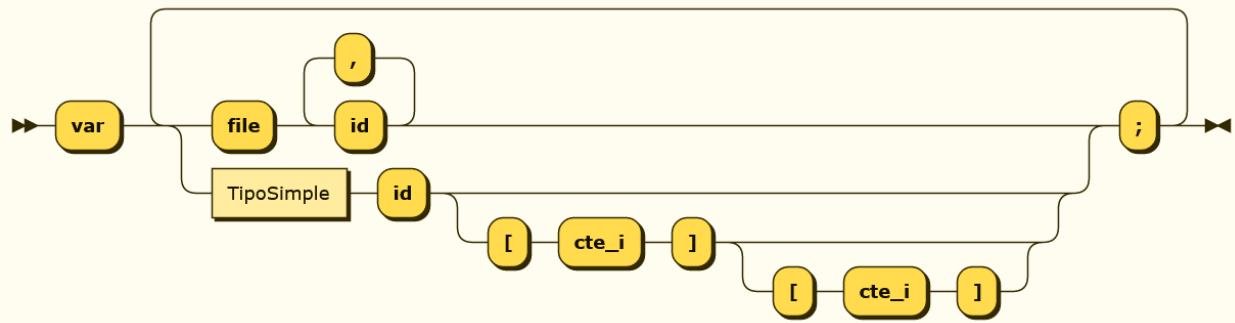 ,
var file id ;
TipoSimple id
[ cte_i ]
[ cte_i ]